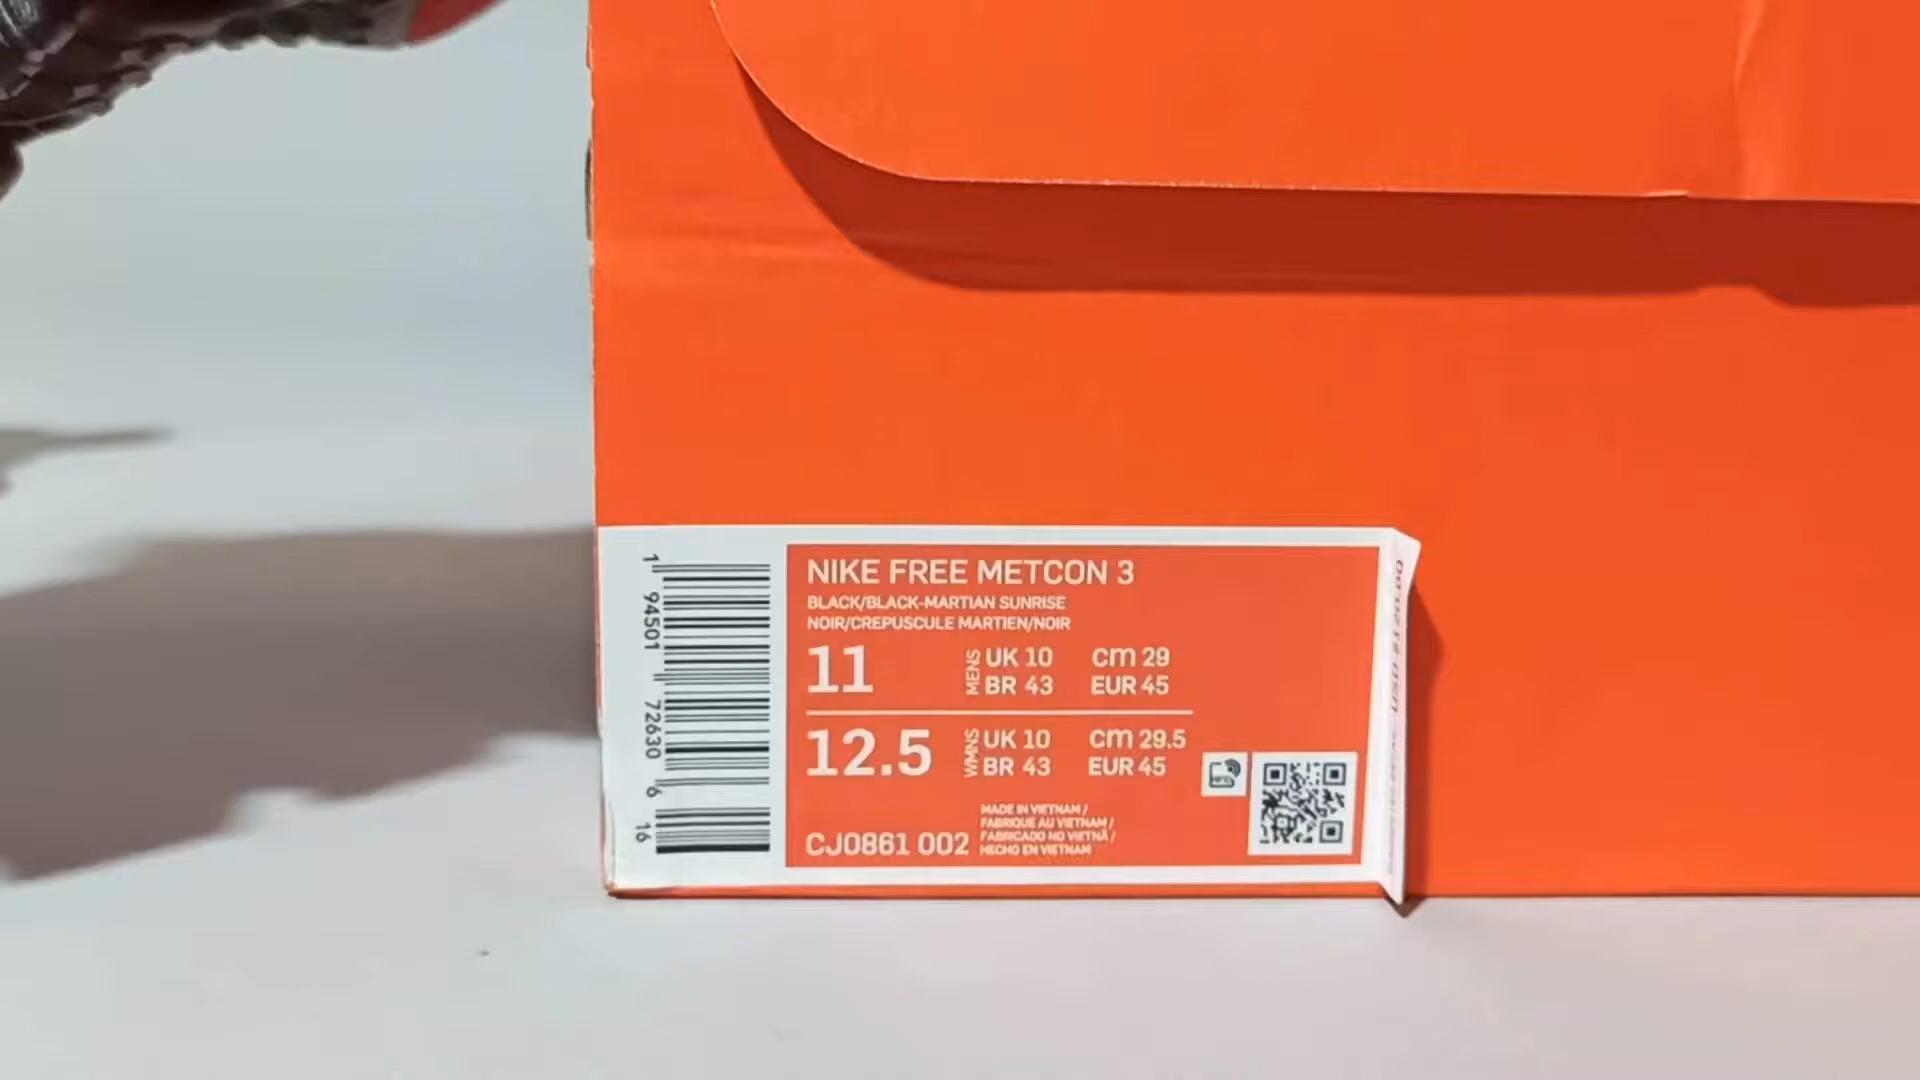 NIKE FREE METCON 3
BLACK/BLACK-MARTIAN SUNRISE
NOIR/CREPUSCULE MARTIEN/NOIR
11
MENS
UK 10
CM 29
BR 43
EUR 45
12.5
WMNS
UK 10
CM 29.5
BR 43
EUR 45
MADE IN VIETNAM /
FABRIQUE AU VIETNAM /
FABRICADO NO VIETNÃ /
HECHO EN VIETNAM
CJ0861 002
1 94501 72630 6
16